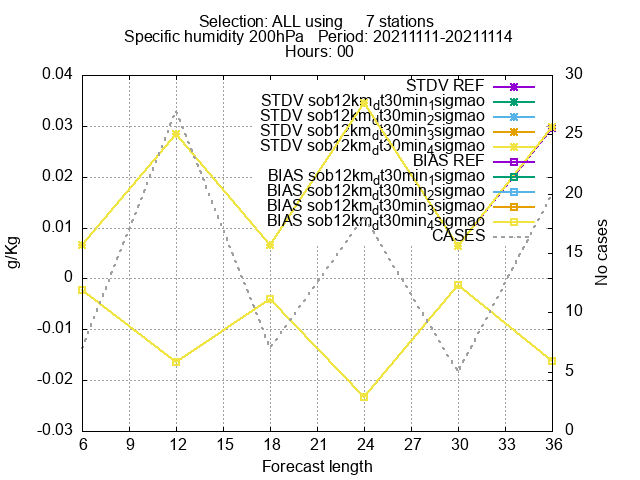 Selection: ALL using 7 stations
Specific humidity 200hPa Period: 20211111-20211114
Hours: 00
STDV REF
STDV sob12km_dt30min_1sigmao
STDV sob12km_dt30min_2sigmao
STDV sob12km_dt30min_3sigmao
STDV sob12km_dt30min_4sigmao
BIAS REF
BIAS sob12km_dt30min_1sigmao
BIAS sob12km_dt30min_2sigmao
BIAS sob12km_dt30min_3sigmao
BIAS sob12km_dt30min_4sigmao
CASES
0.04
0.03
0.02
0.01
0
-0.01
-0.02
-0.03
g/Kg
30
25
20
15
10
5
0
No cases
6 9 12 15 18 21 24 27 30 33 36
Forecast length